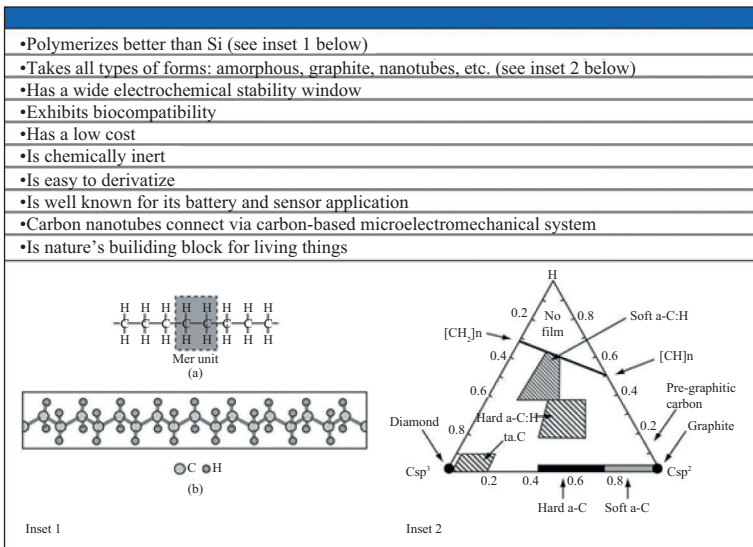 •Polymerizes better than Si (see inset 1 below)
•Takes all types of forms: amorphous, graphite, nanotubes, etc. (see inset 2 below)
•Has a wide electrochemical stability window
•Exhibits biocompatibility
•Has a low cost
•Is chemically inert
•Is easy to derivatize
•Is well known for its battery and sensor application
•Carbon nanotubes connect via carbon-based microelectromechanical system
•Is nature's builiding block for living things
H H H H H H H
C C C C C C C
H H H H H H H
Mer unit
(a)
C H
(b)
Inset 1
H
0.2 No 0.8
film
Soft a-C:H
[CH2]n
0.4 0.6 [CH]n
0.6 0.4
Pre-graphitic
carbon
Diamond 0.8 Hard a-C:H 0.2 Graphite
ta.C
Csp³ Csp²
0.2 0.4 0.6 0.8
Hard a-C Soft a-C
Inset 2